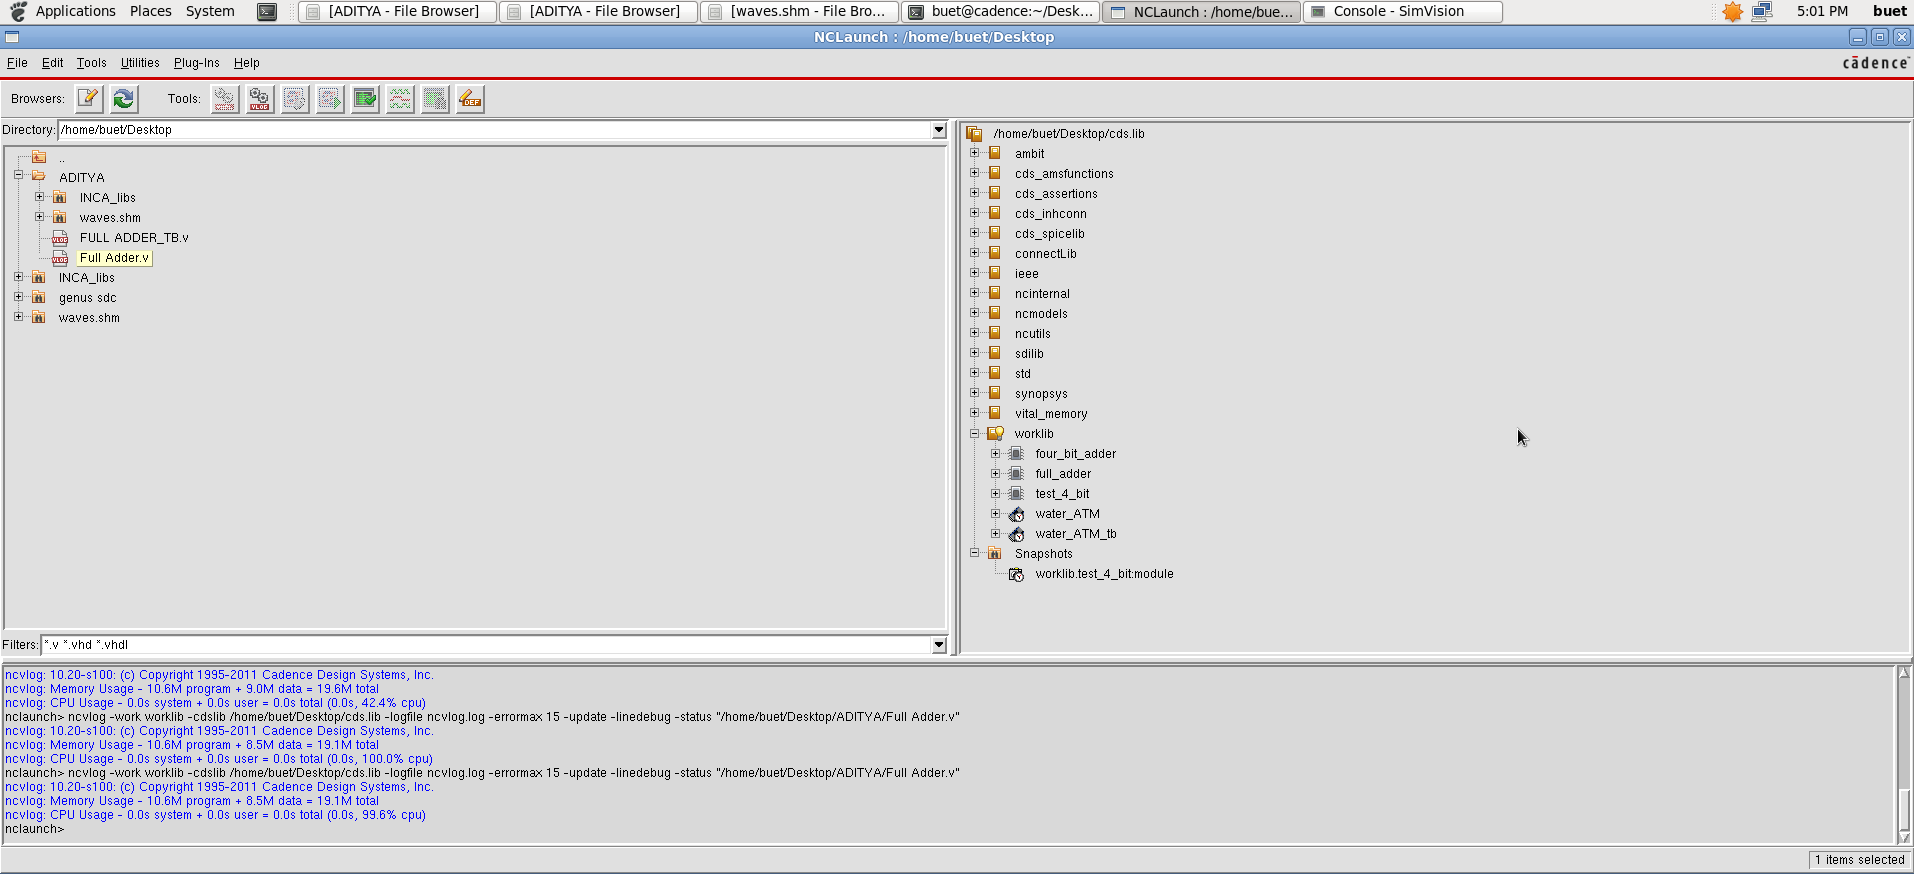 Applications Places System [ADITYA - File Browser] [ADITYA - File Browser] [waves.shm - File Bro... buet@cadence:~/Desk... NCLaunch : /home/bue... Console - SimVision 5:01 PM buet
NCLaunch : /home/buet/Desktop
File Edit Tools Utilities Plug-Ins Help cādence
Browsers: Tools:
Directory: /home/buet/Desktop
..
ADITYA
INCA_libs
waves.shm
FULL ADDER_TB.v
Full Adder.v
INCA_libs
genus sdc
waves.shm
Filters: *.v *.vhd *.vhdl
/home/buet/Desktop/cds.lib
ambit
cds_amsfunctions
cds_assertions
cds_inhconn
cds_spicelib
connectLib
ieee
ncinternal
ncmodels
ncutils
sdilib
std
synopsys
vital_memory
worklib
four_bit_adder
full_adder
test_4_bit
water_ATM
water_ATM_tb
Snapshots
worklib.test_4_bit:module
ncvlog: 10.20-s100: (c) Copyright 1995-2011 Cadence Design Systems, Inc.
ncvlog: Memory Usage - 10.6M program + 9.0M data = 19.6M total
ncvlog: CPU Usage - 0.0s system + 0.0s user = 0.0s total (0.0s, 42.4% cpu)
nclaunch> ncvlog -work worklib -cdslib /home/buet/Desktop/cds.lib -logfile ncvlog.log -errormax 15 -update -linedebug -status "/home/buet/Desktop/ADITYA/Full Adder.v"
ncvlog: 10.20-s100: (c) Copyright 1995-2011 Cadence Design Systems, Inc.
ncvlog: Memory Usage - 10.6M program + 8.5M data = 19.1M total
ncvlog: CPU Usage - 0.0s system + 0.0s user = 0.0s total (0.0s, 100.0% cpu)
nclaunch> ncvlog -work worklib -cdslib /home/buet/Desktop/cds.lib -logfile ncvlog.log -errormax 15 -update -linedebug -status "/home/buet/Desktop/ADITYA/Full Adder.v"
ncvlog: 10.20-s100: (c) Copyright 1995-2011 Cadence Design Systems, Inc.
ncvlog: Memory Usage - 10.6M program + 8.5M data = 19.1M total
ncvlog: CPU Usage - 0.0s system + 0.0s user = 0.0s total (0.0s, 99.6% cpu)
nclaunch>
1 items selected